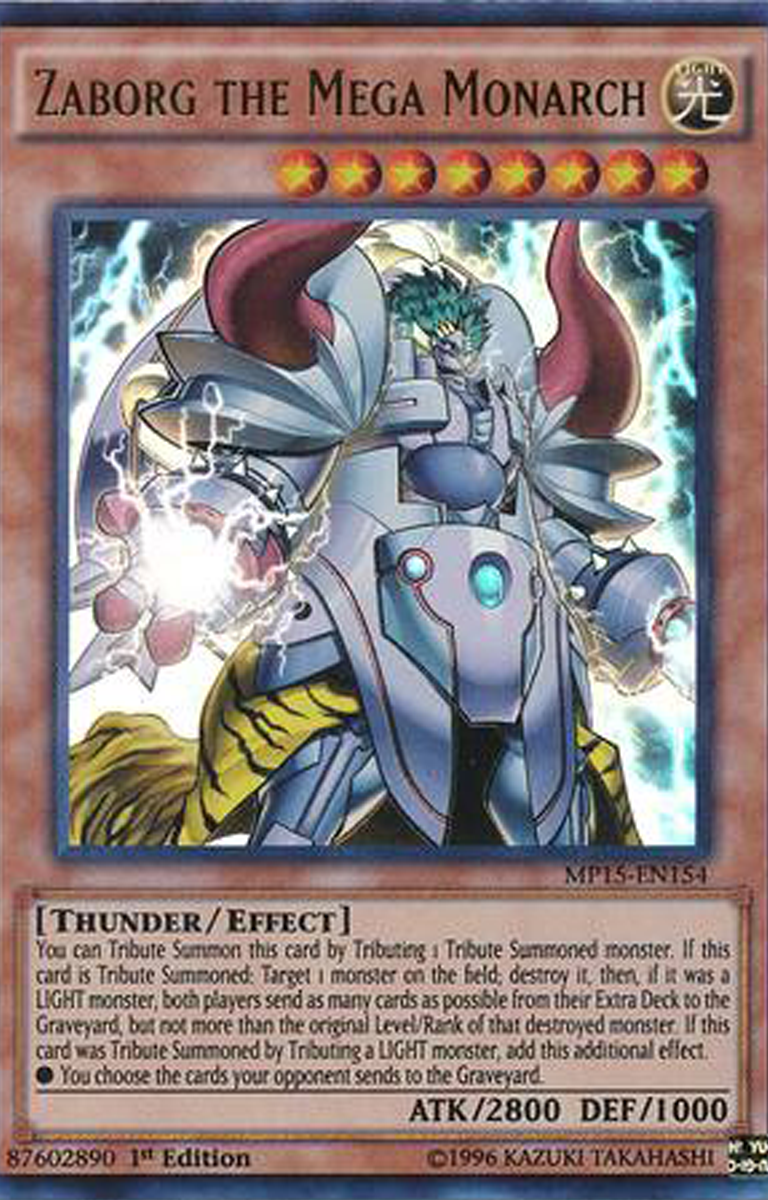 ZABORG THE MEGA MONARCH
LIGHT
光
MP15-EN154
[THUNDER/EFFECT]
You can Tribute Summon this card by Tributing 1 Tribute Summoned monster. If this
card is Tribute Summoned: Target 1 monster on the field; destroy it, then, if it was a
LIGHT monster, both players send as many cards as possible from their Extra Deck to the
Graveyard, but not more than the original Level/Rank of that destroyed monster. If this
card was Tribute Summoned by Tributing a LIGHT monster, add this additional effect.
● You choose the cards your opponent sends to the Graveyard.
ATK/2800 DEF/1000
87602890 1st Edition ©1996 KAZUKI TAKAHASHI